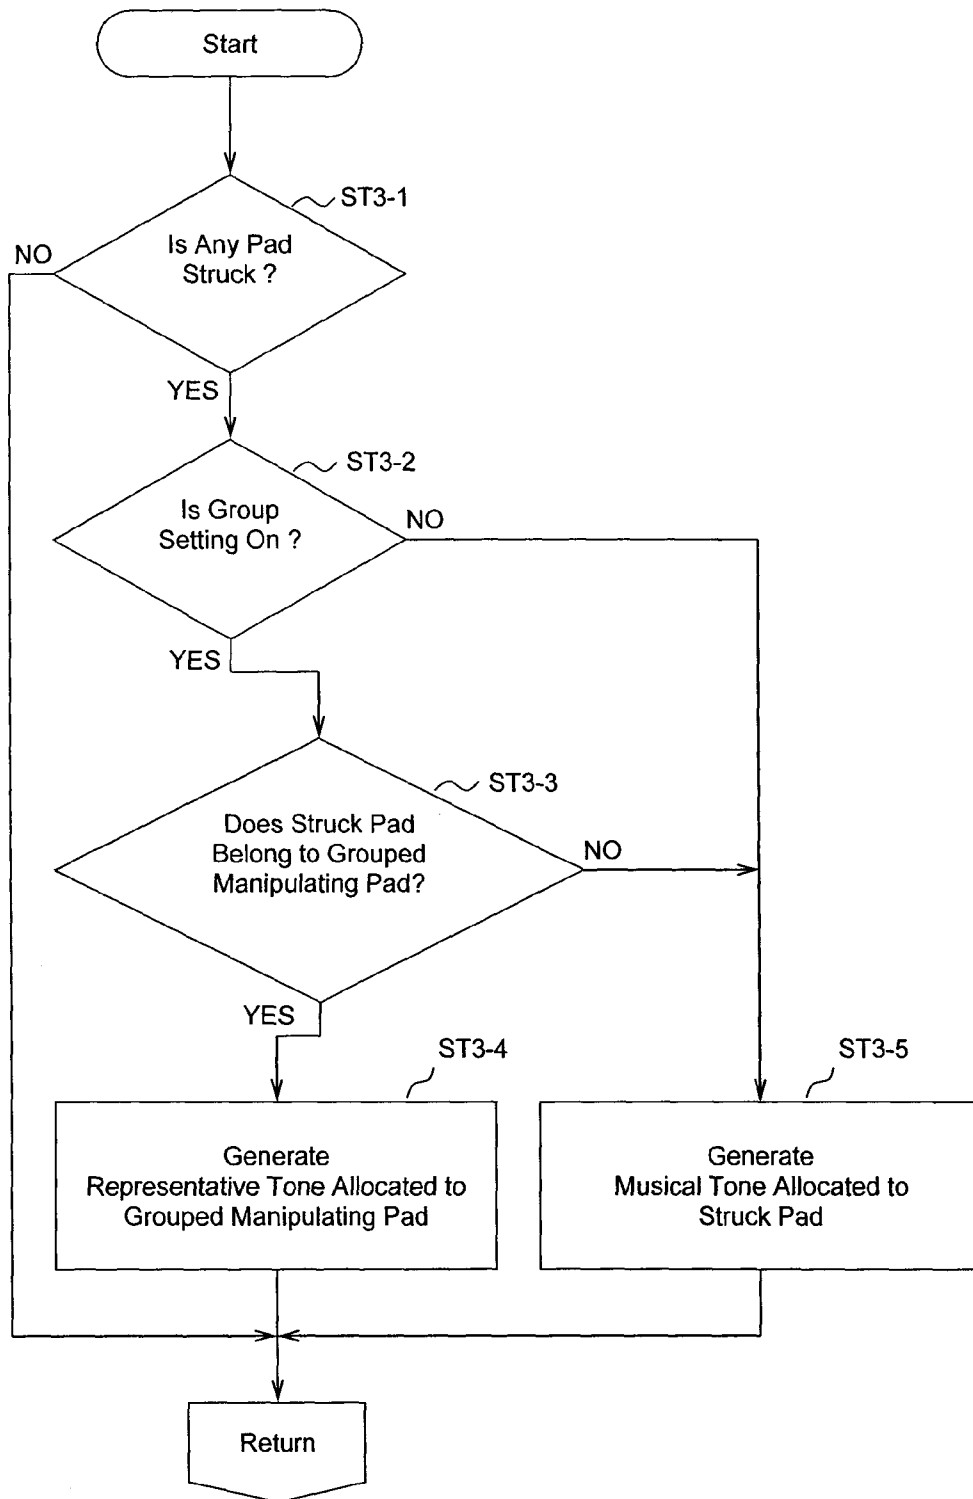 Start
ST3-1
Is Any Pad
Struck ?
NO
YES
ST3-2
Is Group
Setting On ?
NO
YES
ST3-3
Does Struck Pad
Belong to Grouped
Manipulating Pad?
NO
YES
ST3-4
Generate
Representative Tone Allocated to
Grouped Manipulating Pad
ST3-5
Generate
Musical Tone Allocated to
Struck Pad
Return